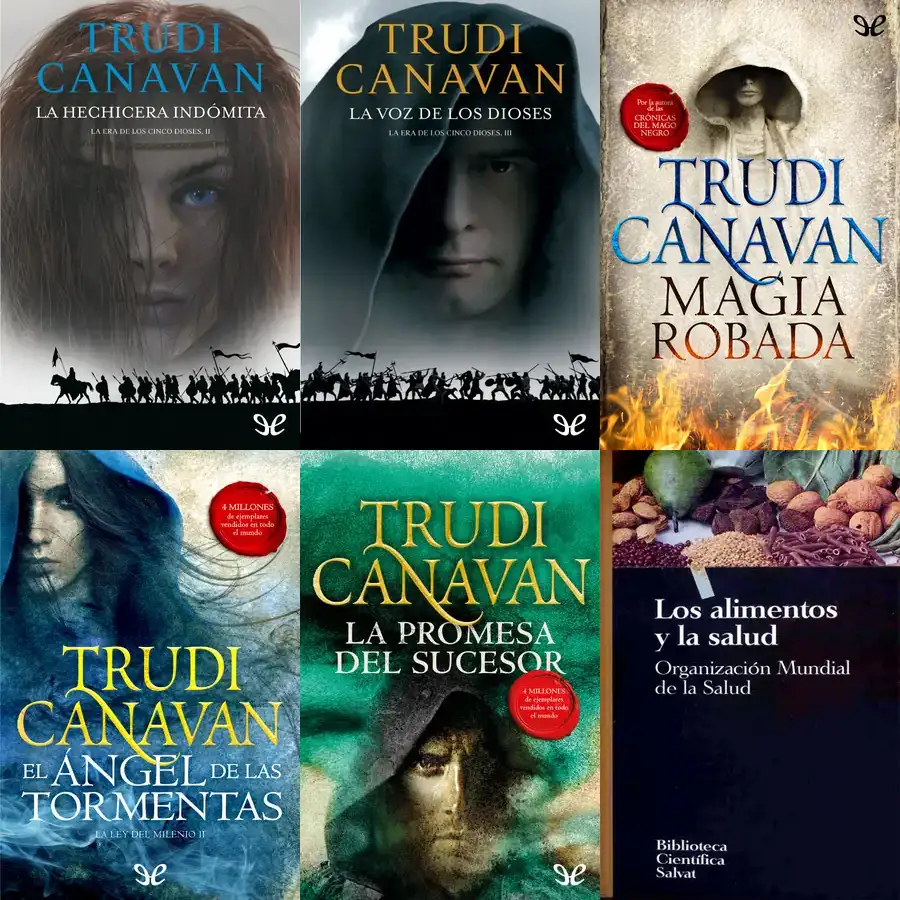 TRUDI
CANAVAN
LA HECHICERA INDÓMITA
LA ERA DE LOS CINCO DIOSES, II
TRUDI
CANAVAN
LA VOZ DE LOS DIOSES
LA ERA DE LOS CINCO DIOSES, III
Por la autora
de las
CRÓNICAS
DEL MAGO
NEGRO
TRUDI
CANAVAN
MAGIA
ROBADA
4 MILLONES
de ejemplares
vendidos en todo
el mundo
TRUDI
CANAVAN
EL ÁNGEL DE LAS
TORMENTAS
LA LEY DEL MILENIO II
TRUDI
CANAVAN
LA PROMESA
DEL SUCESOR
4 MILLONES
de ejemplares
vendidos en todo
el mundo
Los alimentos
y la salud
Organización Mundial
de la Salud
Biblioteca
Científica
Salvat